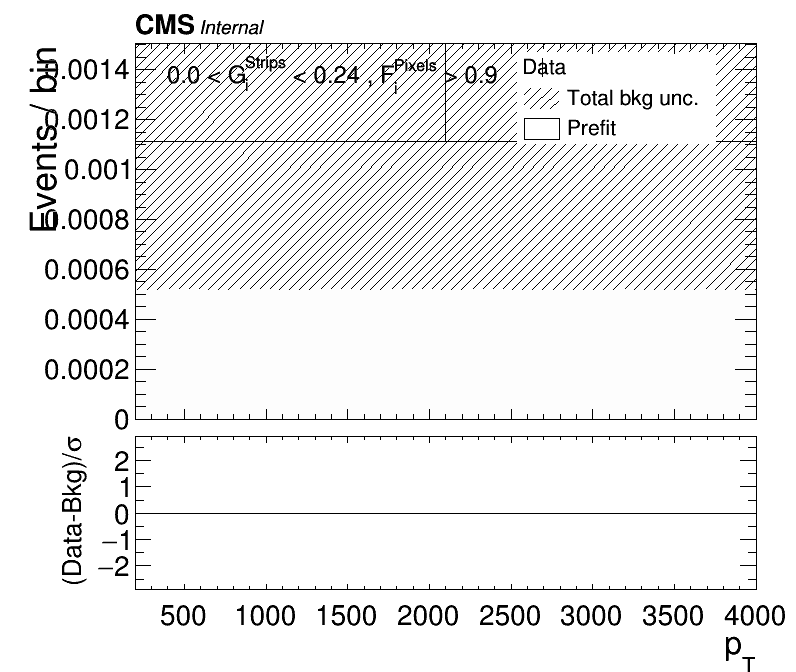 CMS Internal
Events / bin
0.0 < G_i^Strips < 0.24 , F_i^Pixels > 0.9
Data
Total bkg unc.
Prefit
0.0014
0.0012
0.001
0.0008
0.0006
0.0004
0.0002
0
(Data-Bkg)/σ
2
1
0
−1
−2
500 1000 1500 2000 2500 3000 3500 4000
p_T